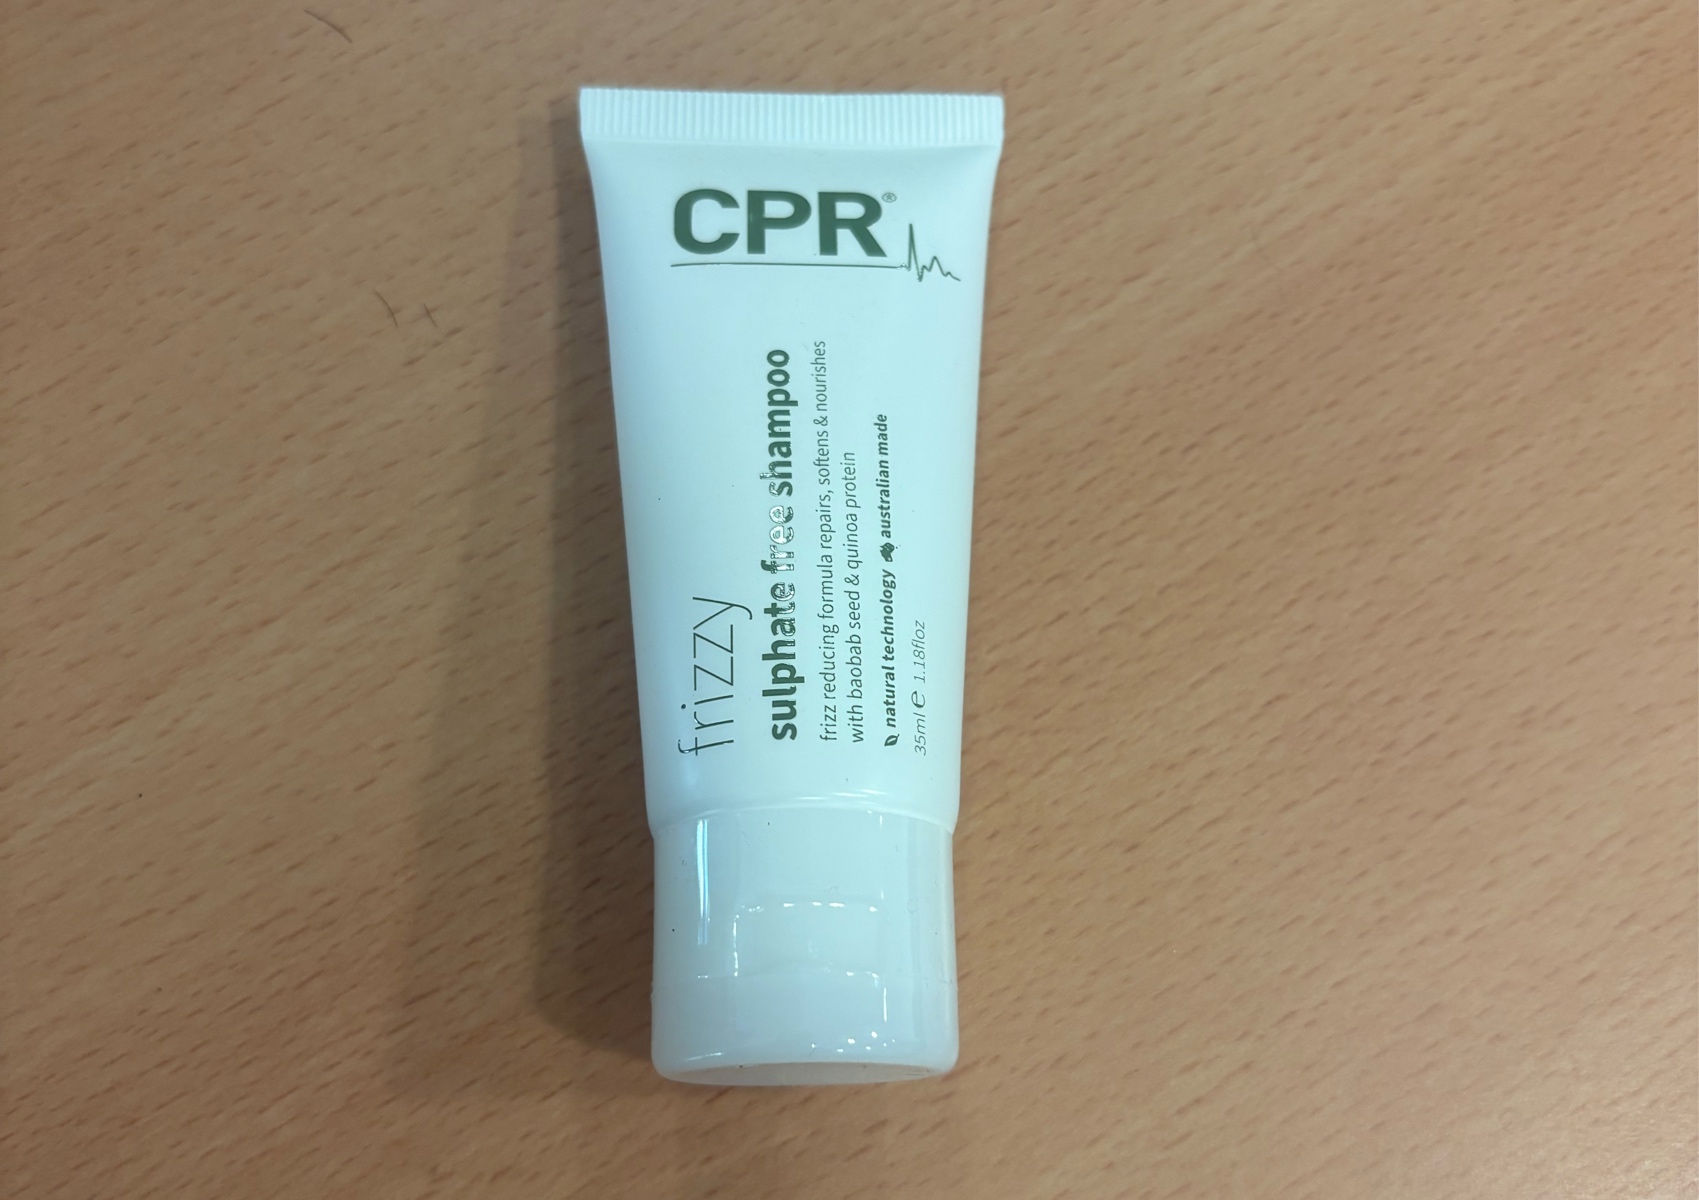 CPR®
frizzy
sulphate free shampoo
frizz reducing formula repairs, softens & nourishes
with baobab seed & quinoa protein
natural technology australian made
35ml ℮ 1.18floz